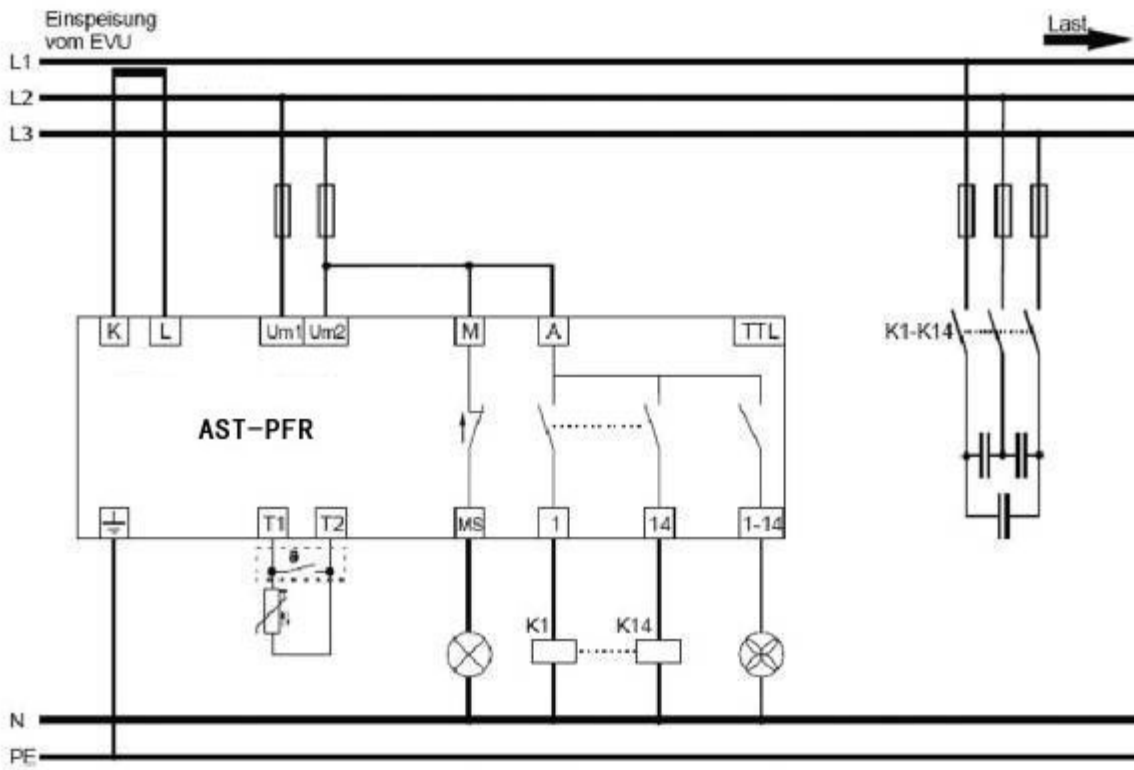 Einspeisung
vom EVU
Last
L1
L2
L3
K L Um1 Um2 M A TTL
K1-K14
AST-PFR
T1 T2 MS 1 14 1-14
K1 K14
N
PE